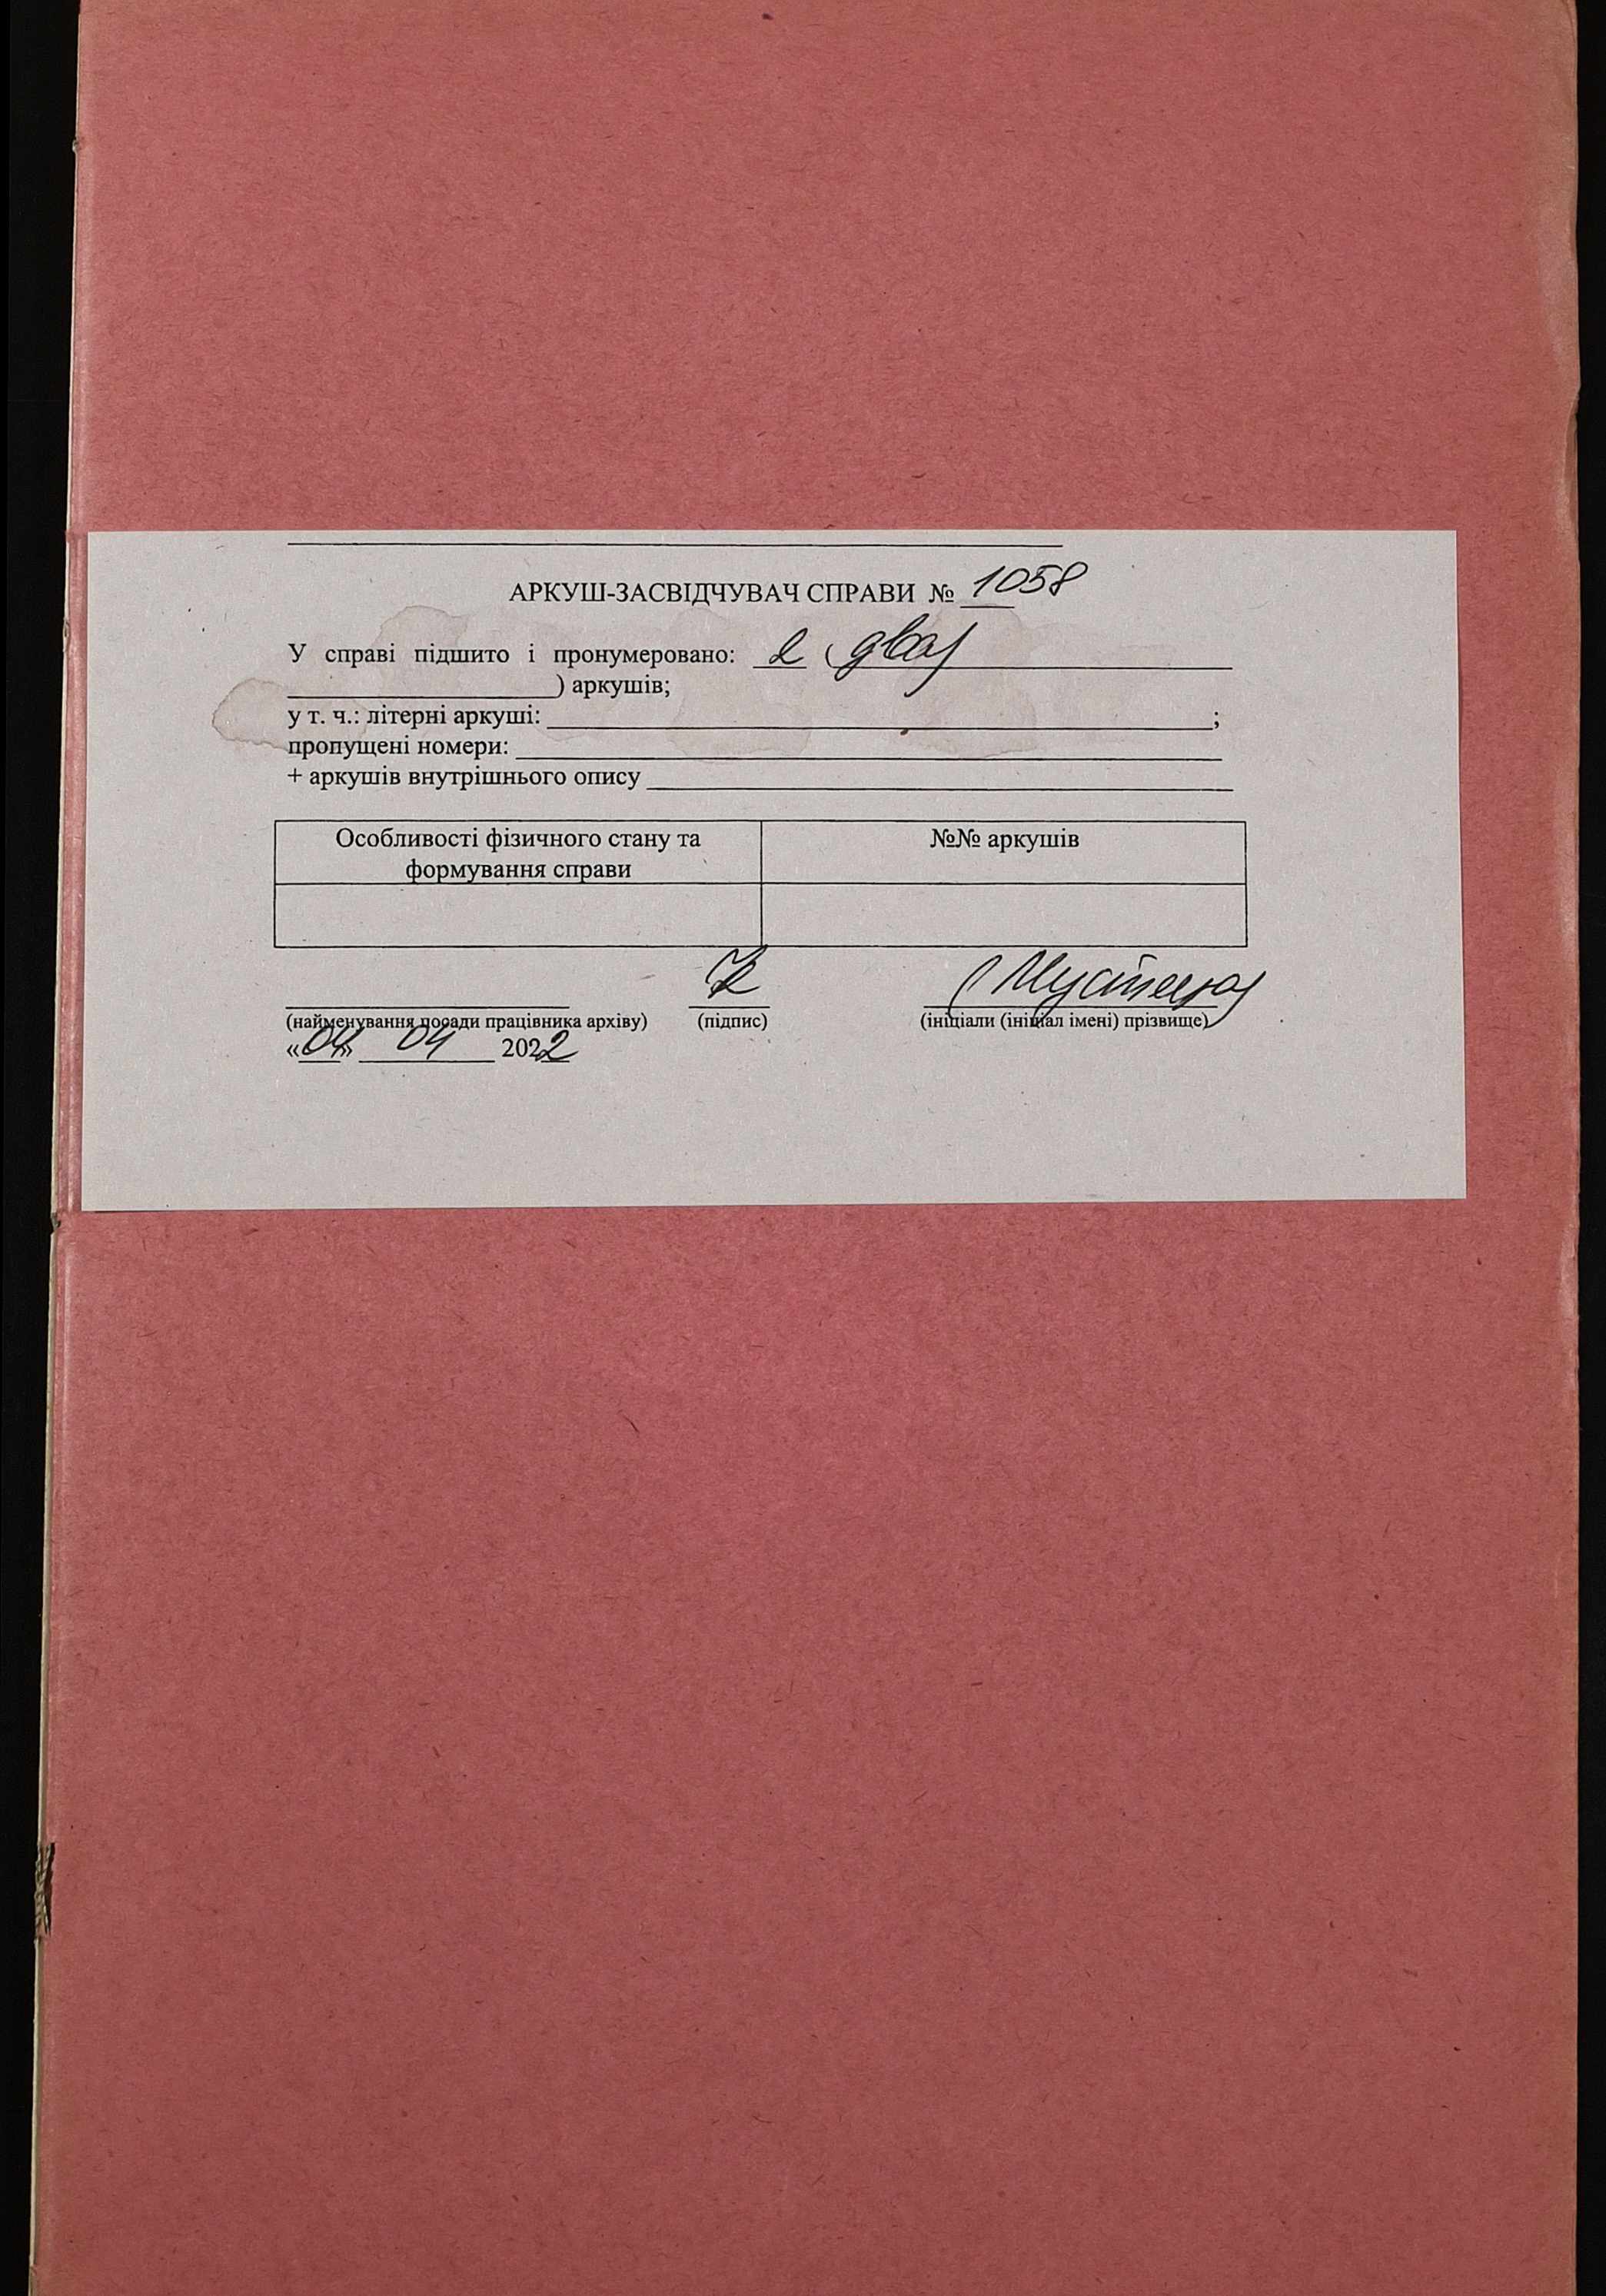 АРКУШ-ЗАСВІДЧУВАЧ СПРАВИ № 1058
У справі підшито і пронумеровано: 2 (два)
) аркушів;
у т. ч.: літерні аркуші: ;
пропущені номери:
+ аркушів внутрішнього опису
Особливості фізичного стану та
формування справи
№№ аркушів
(найменування посади працівника архіву) (підпис) (ініціали (ініціал імені) прізвище)
«04» 04 2022